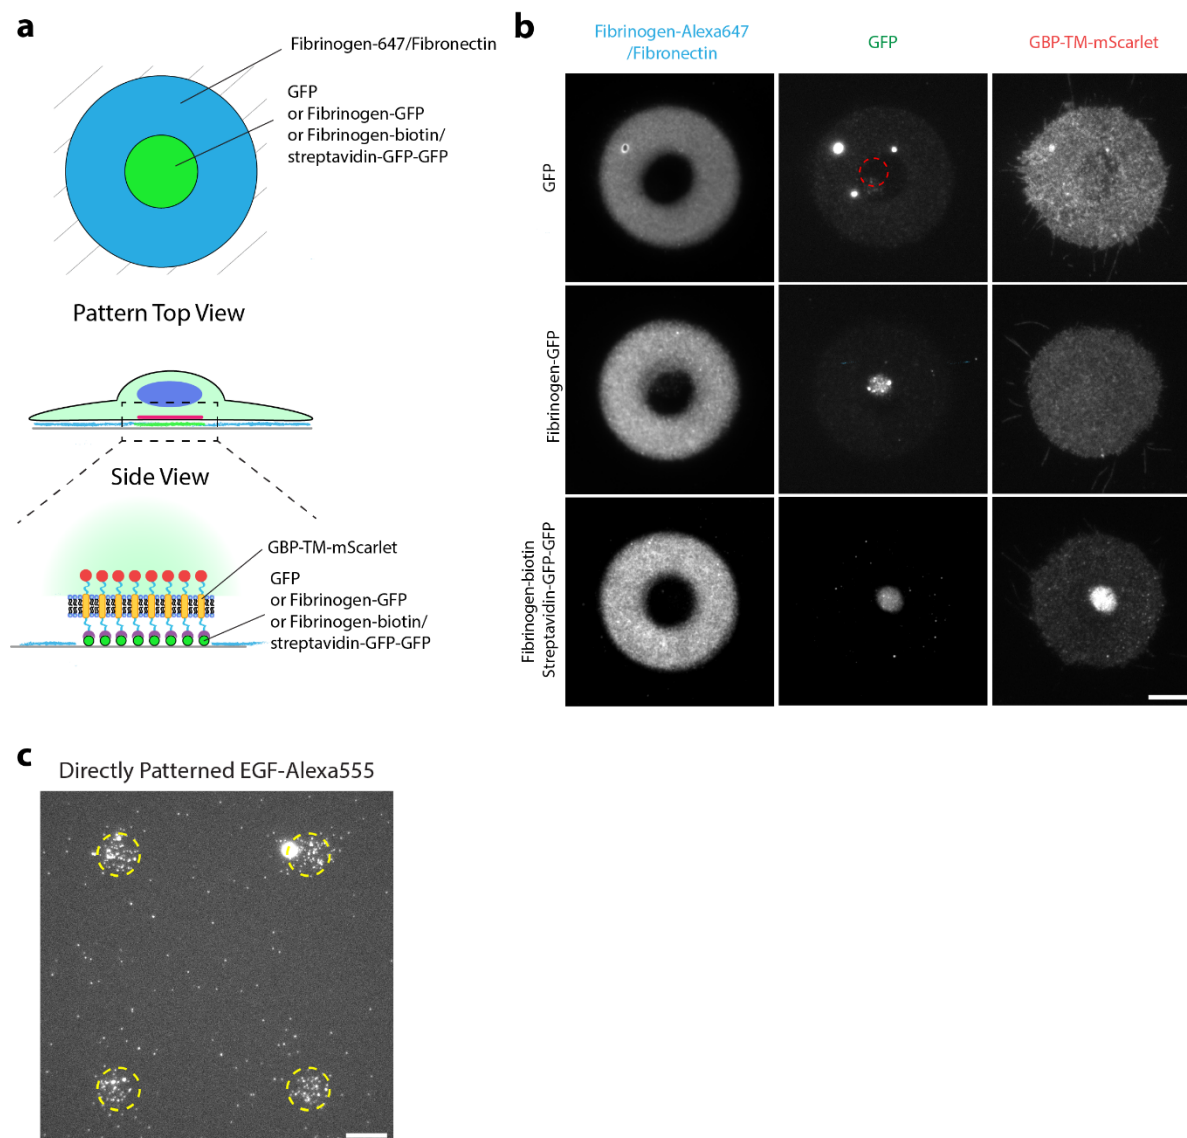 a
Fibrinogen-647/Fibronectin
GFP
or Fibrinogen-GFP
or Fibrinogen-biotin/
streptavidin-GFP-GFP
Pattern Top View
Side View
GBP-TM-mScarlet
GFP
or Fibrinogen-GFP
or Fibrinogen-biotin/
streptavidin-GFP-GFP
b
Fibrinogen-Alexa647
/Fibronectin
GFP
GBP-TM-mScarlet
GFP
Fibrinogen-GFP
Fibrinogen-biotin
Streptavidin-GFP-GFP
c
Directly Patterned EGF-Alexa555